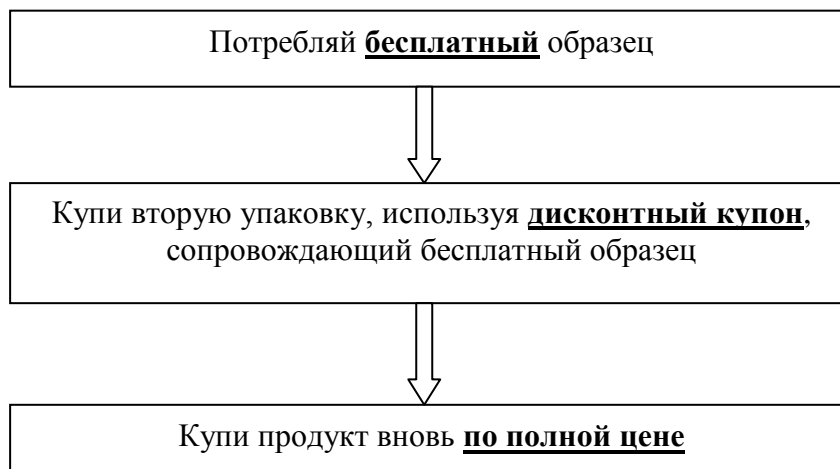 Потребляй бесплатный образец
Купи вторую упаковку, используя дисконтный купон,
сопровождающий бесплатный образец
Купи продукт вновь по полной цене